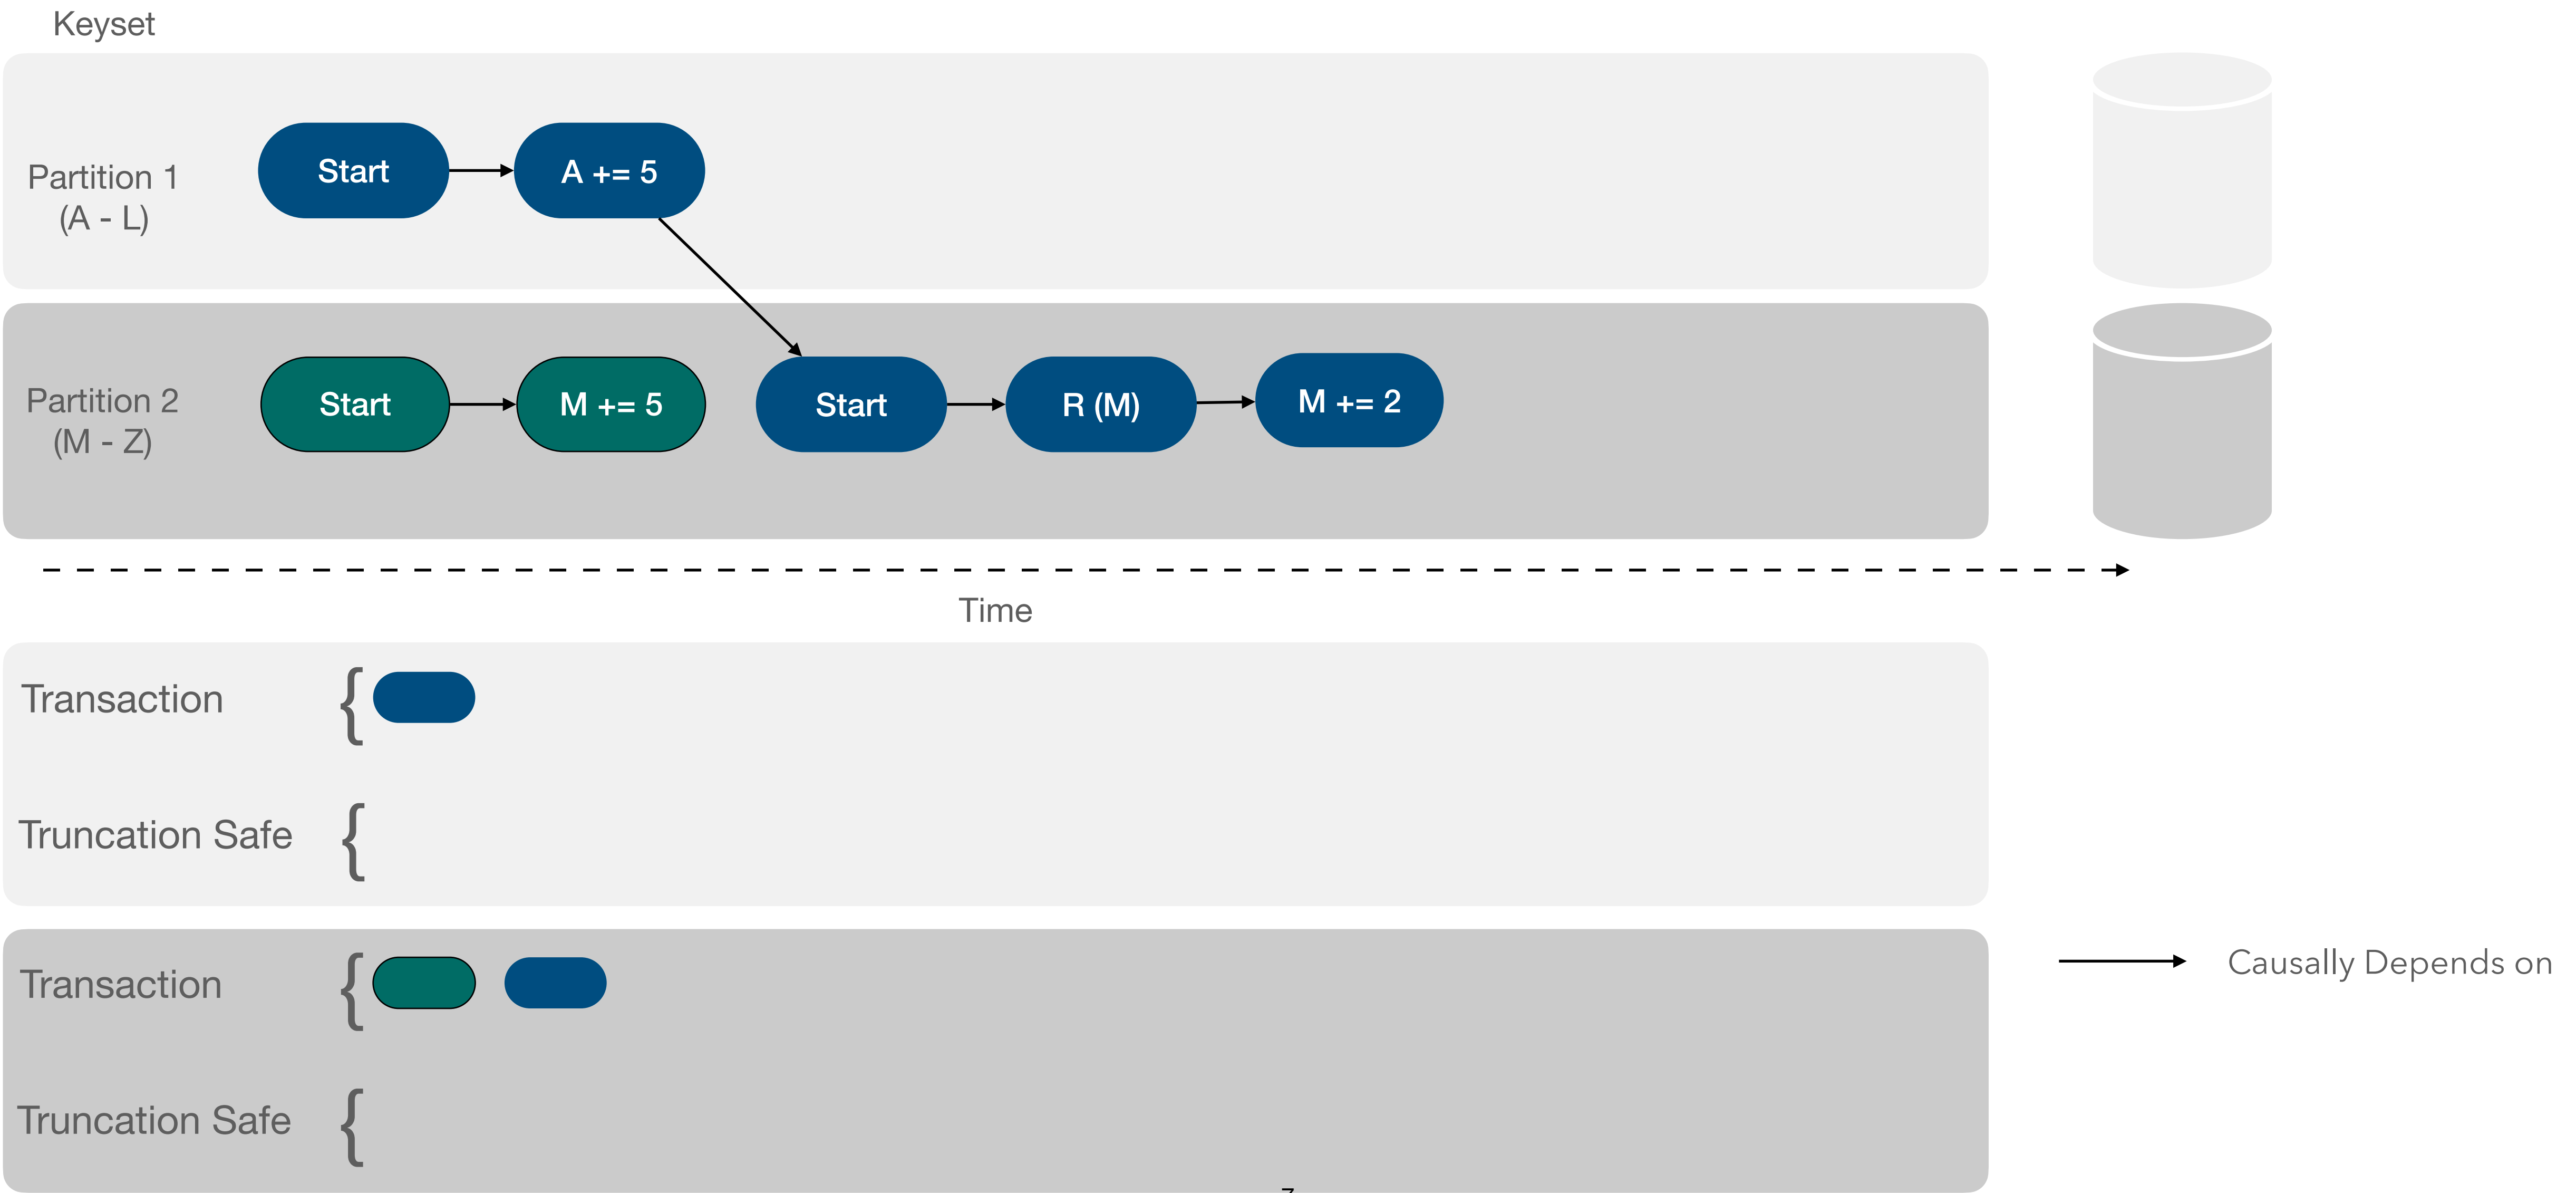 Keyset
Partition 1
(A - L)
Start
A += 5
Partition 2
(M - Z)
Start
M += 5
Start
R (M)
M += 2
Time
Transaction {
Truncation Safe {
Transaction {
Truncation Safe {
Causally Depends on